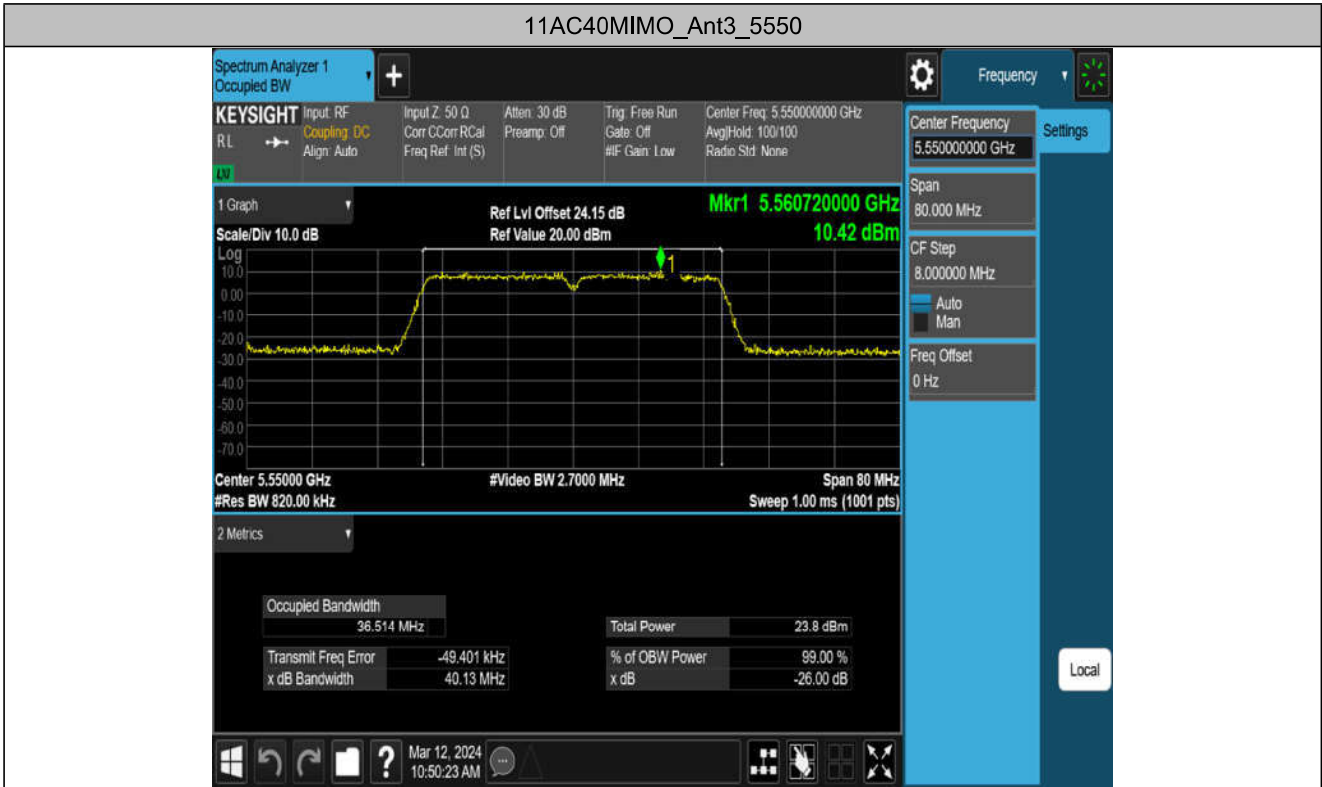 11AC40MIMO_Ant3_5550
Spectrum Analyzer 1
Occupied BW
Frequency
KEYSIGHT
R L
Input: RF
Coupling: DC
Align: Auto
Input Z: 50 Ω
Corr CCorr RCal
Freq Ref: Int (S)
Atten: 30 dB
Preamp: Off
Trig: Free Run
Gate: Off
#IF Gain: Low
Center Freq: 5.550000000 GHz
Avg|Hold: 100/100
Radio Std: None
Center Frequency
5.550000000 GHz
Settings
Span
80.000 MHz
CF Step
8.000000 MHz
Auto
Man
Freq Offset
0 Hz
Local
1 Graph
Scale/Div 10.0 dB
Ref Lvl Offset 24.15 dB
Ref Value 20.00 dBm
Mkr1 5.560720000 GHz
10.42 dBm
Log
10.0
0.00
-10.0
-20.0
-30.0
-40.0
-50.0
-60.0
-70.0
1
Center 5.55000 GHz
#Video BW 2.7000 MHz
Span 80 MHz
#Res BW 820.00 kHz
Sweep 1.00 ms (1001 pts)
2 Metrics
Occupied Bandwidth
36.514 MHz
Total Power 23.8 dBm
Transmit Freq Error -49.401 kHz
% of OBW Power 99.00 %
x dB Bandwidth 40.13 MHz
x dB -26.00 dB
?
Mar 12, 2024
10:50:23 AM